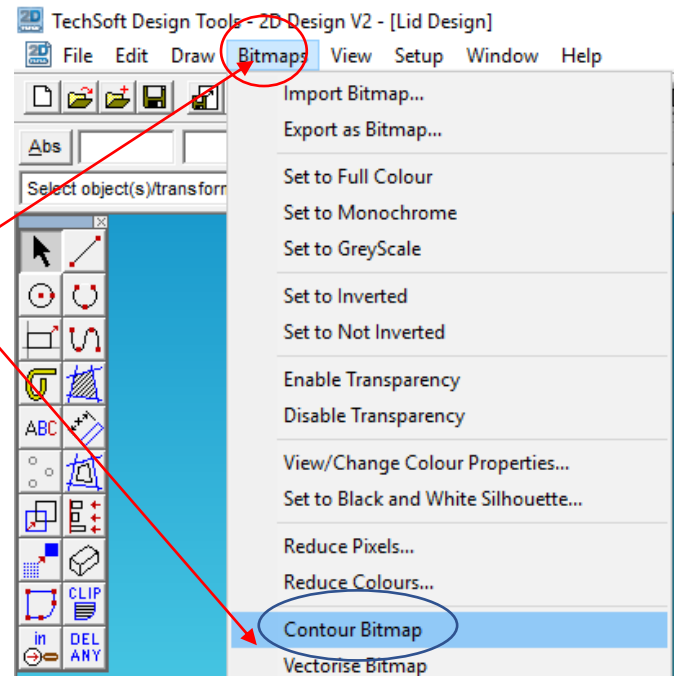 TechSoft Design Tools - 2D Design V2 - [Lid Design]
File Edit Draw Bitmaps View Setup Window Help
Import Bitmap...
Export as Bitmap...
Abs
Set to Full Colour
Select object(s)/transform
Set to Monochrome
Set to GreyScale
Set to Inverted
Set to Not Inverted
Enable Transparency
ABC
Disable Transparency
View/Change Colour Properties...
Set to Black and White Silhouette...
Reduce Pixels...
Reduce Colours...
CLIP
Contour Bitmap
in DEL
ANY
Vectorise Bitmap